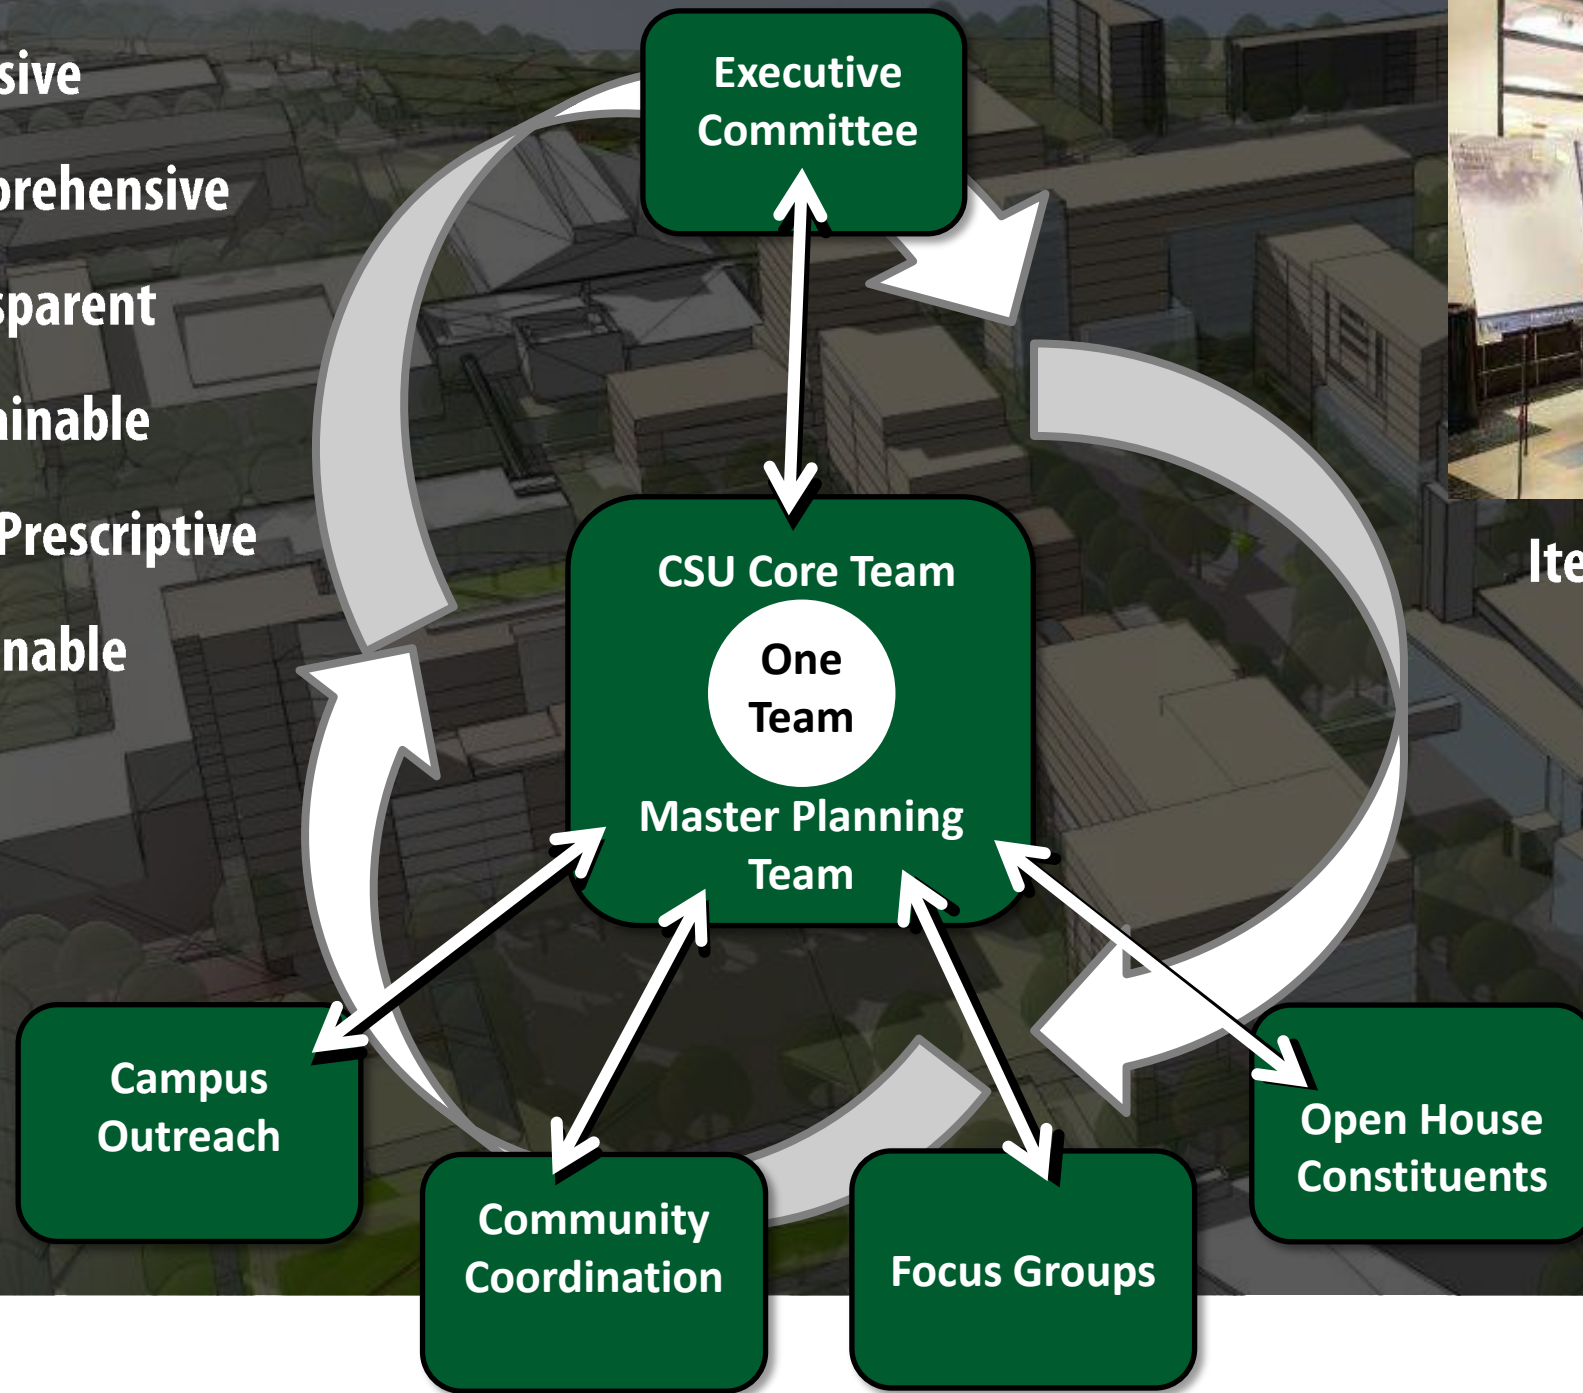 sive
prehensive
sparent
ainable
Prescriptive
nable
Executive
Committee
CSU Core Team
One
Team
Master Planning
Team
Campus
Outreach
Community
Coordination
Focus Groups
Open House
Constituents
Ite